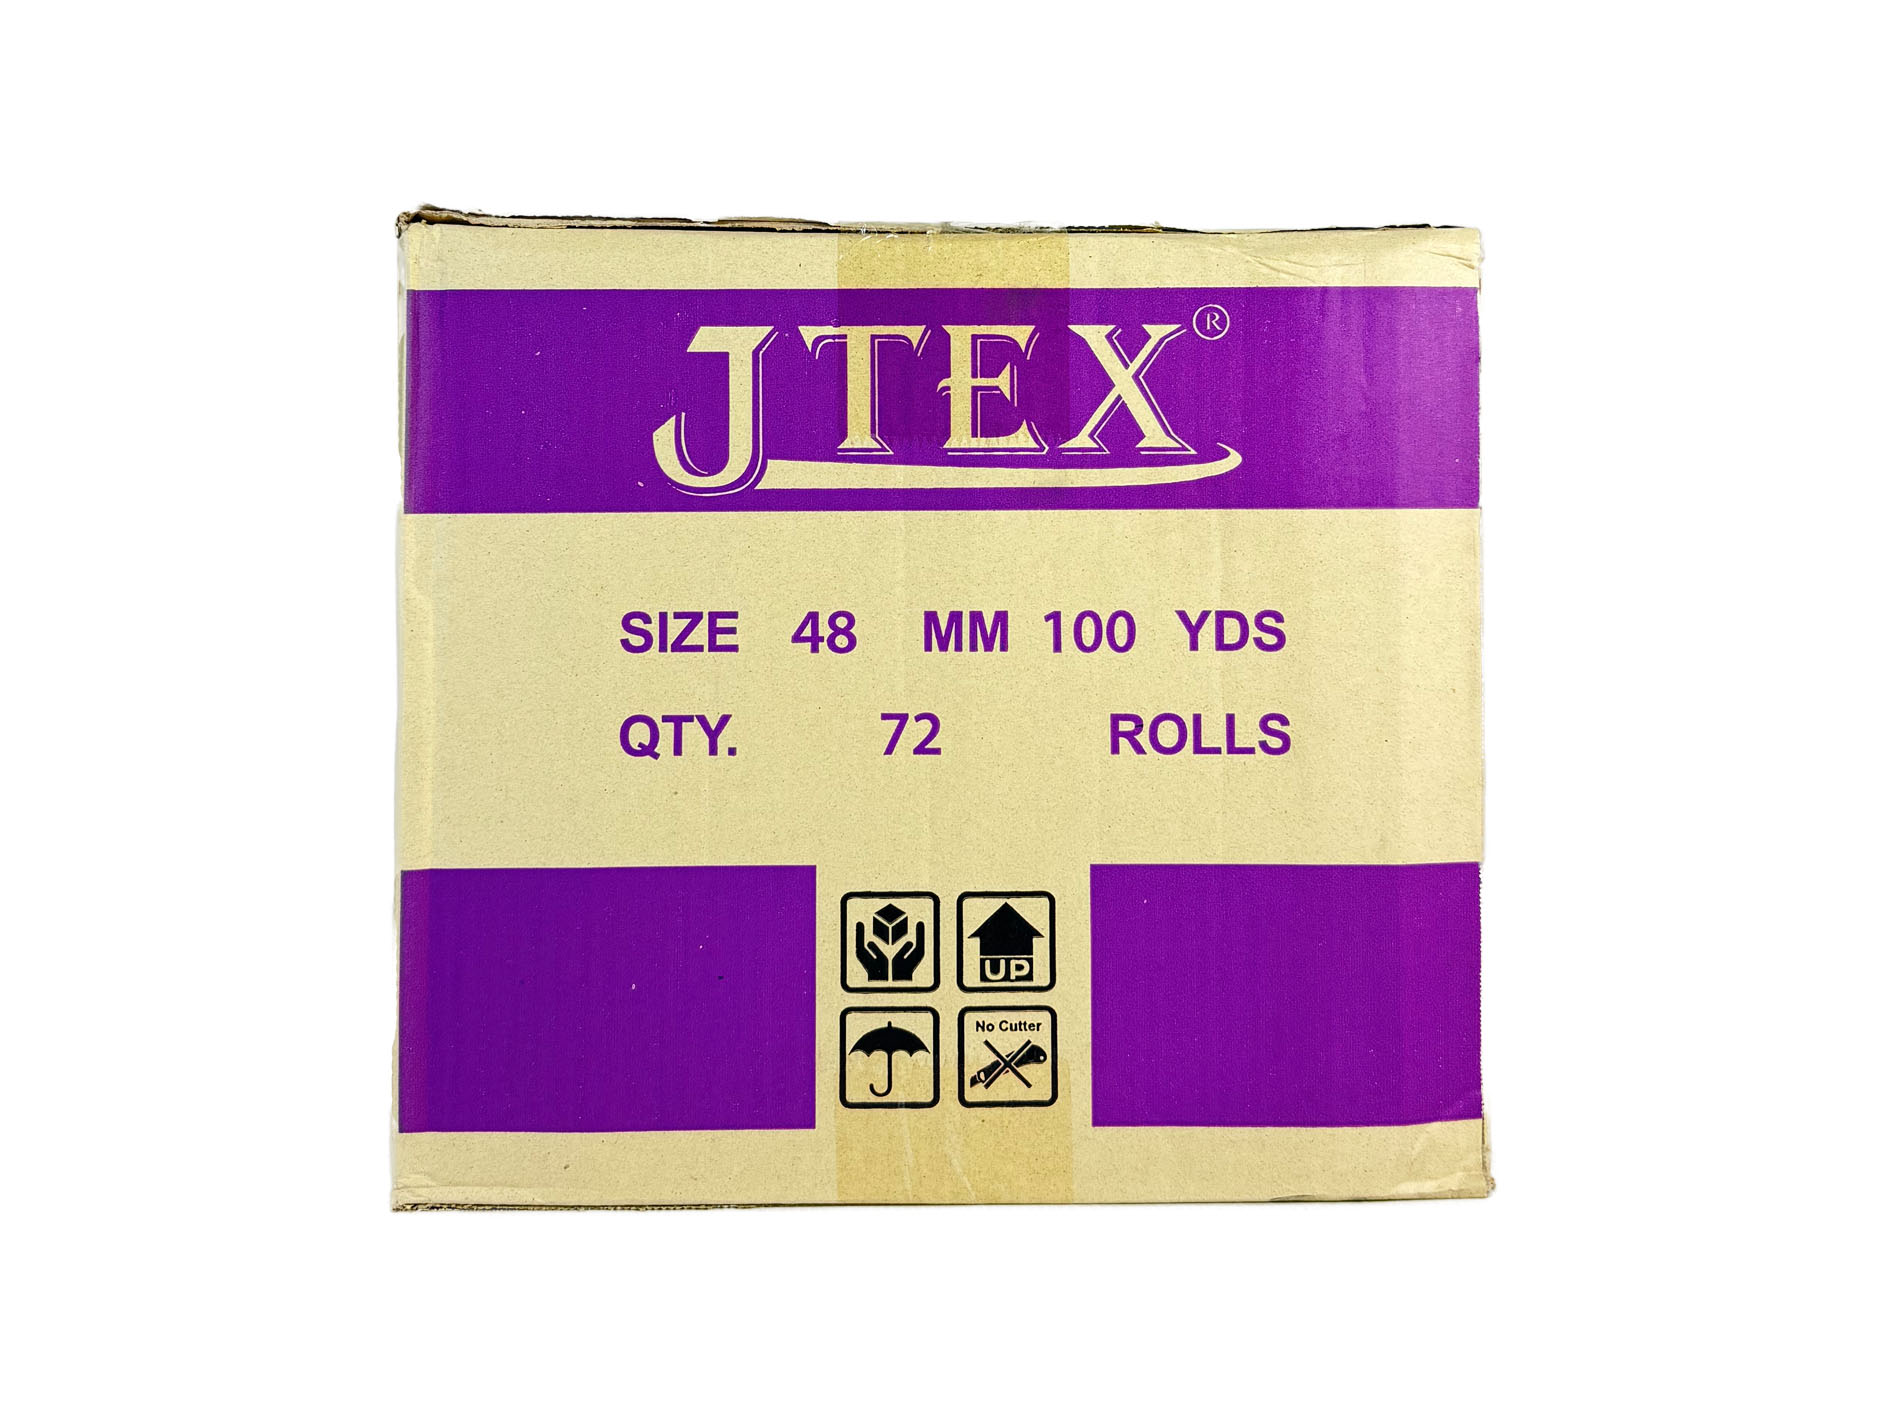 JTEX®
SIZE 48 MM 100 YDS
QTY. 72 ROLLS
UP
No Cutter